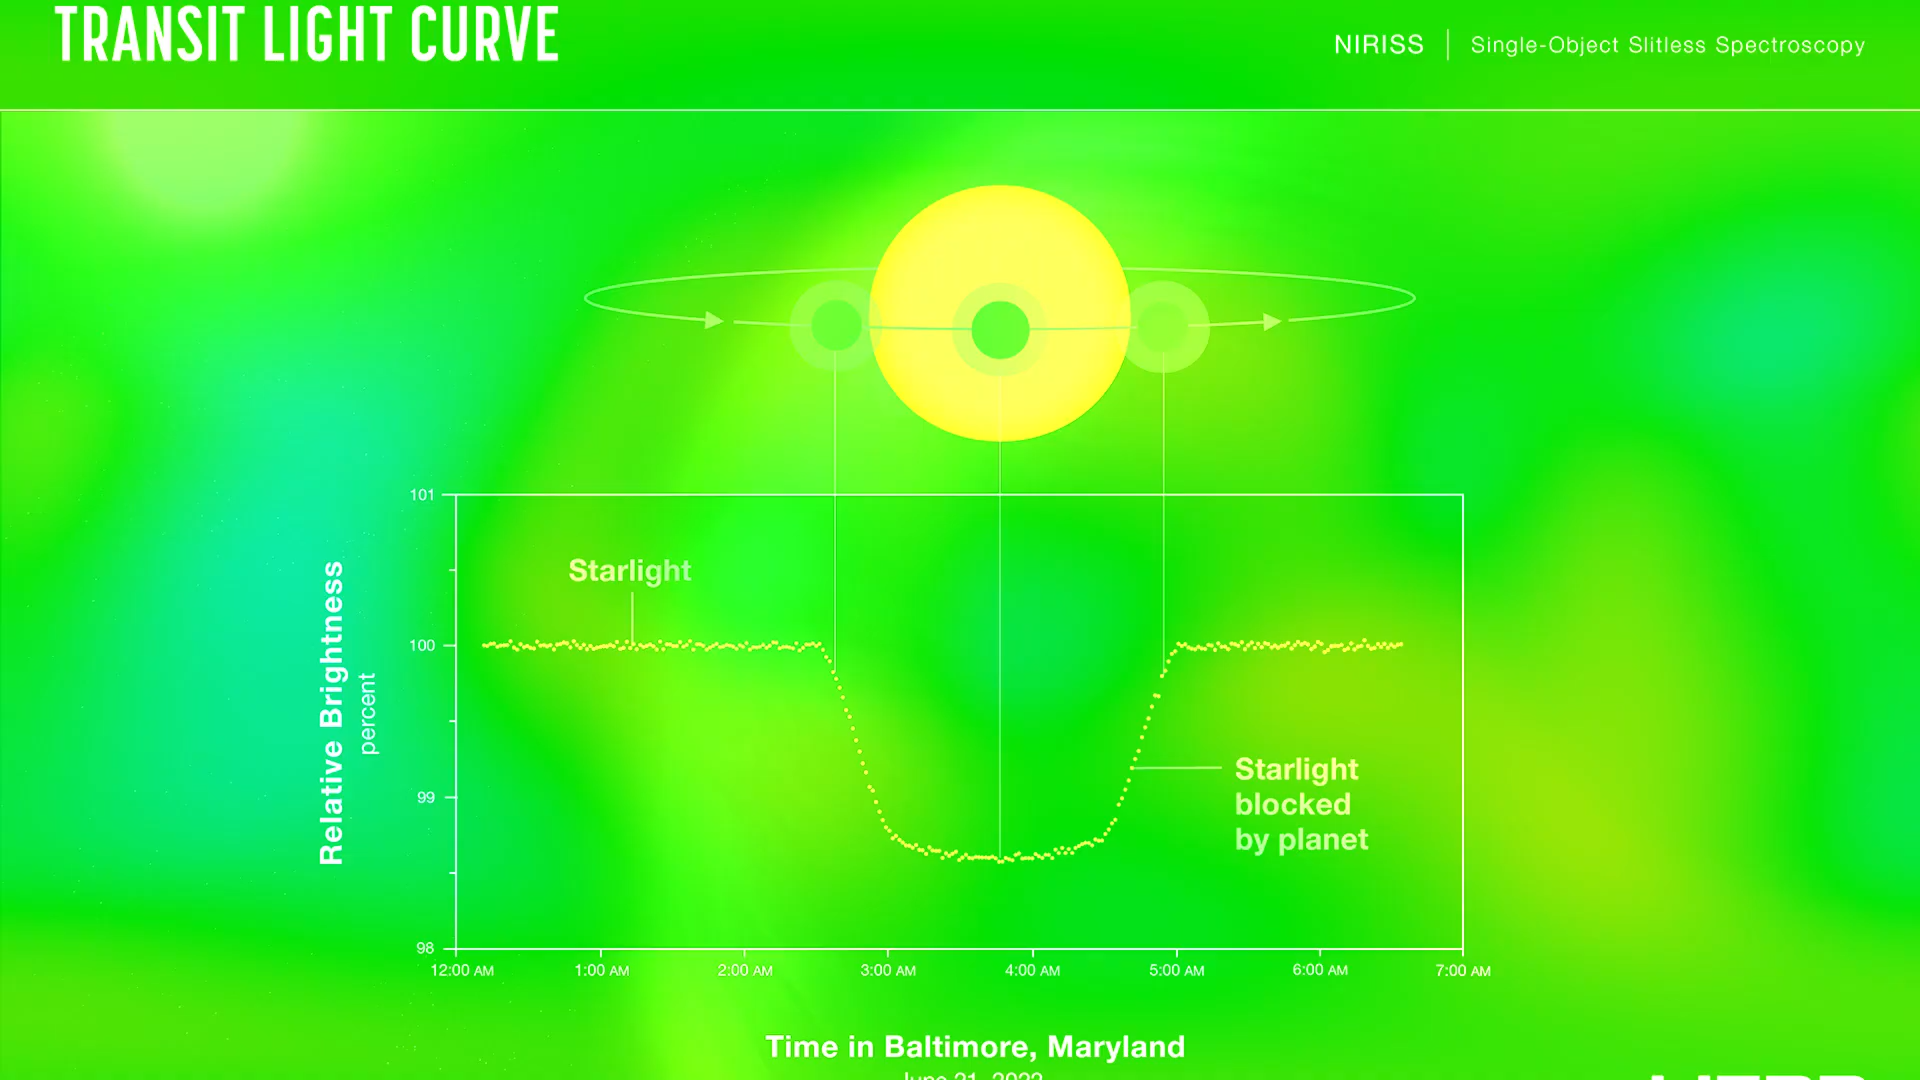 TRANSIT LIGHT CURVE
NIRISS | Single-Object Slitless Spectroscopy
101
Starlight
100
Relative Brightness
percent
Starlight
blocked
by planet
99
98
12:00 AM 1:00 AM 2:00 AM 3:00 AM 4:00 AM 5:00 AM 6:00 AM 7:00 AM
Time in Baltimore, Maryland